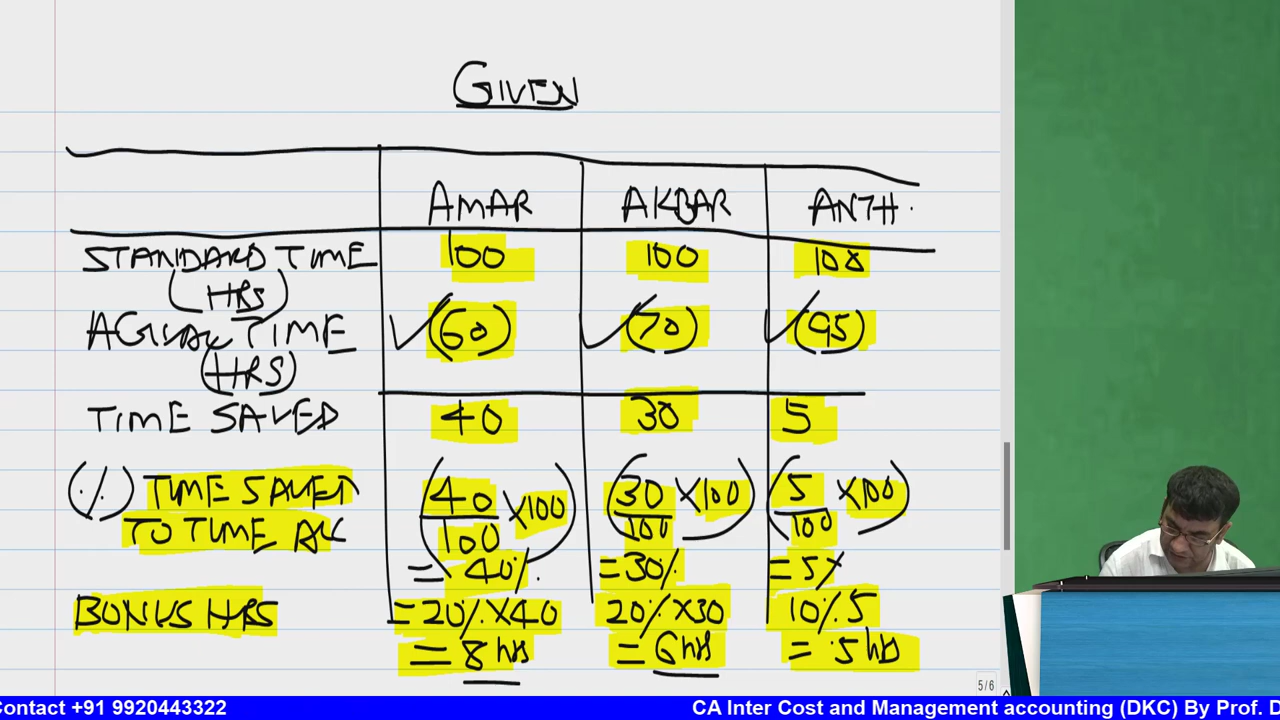 GIVEN
AMAR AKBAR ANTH.
STANDARD TIME 100 100 100
(HRS)
ACTUAL TIME (60) (70) (95)
(HRS)
TIME SAVED 40 30 5
(%) TIME SAVED (40/100 ×100) (30/100 ×100) (5/100 ×100)
TO TIME ALL
= 40% =30% =5%
BONUS HRS =20%×40 20%×30 10%5
= 8 hrs = 6 hrs = .5 hrs
5/6
Contact +91 9920443322 CA Inter Cost and Management accounting (DKC) By Prof. D